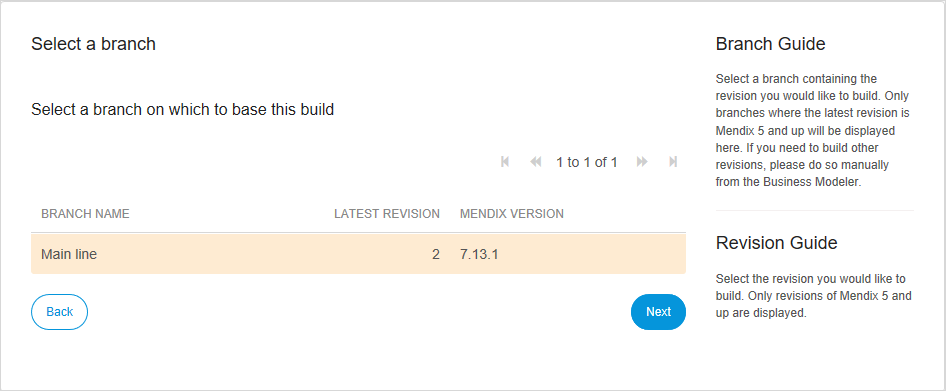 Select a branch
Select a branch on which to base this build
1 to 1 of 1
BRANCH NAME LATEST REVISION MENDIX VERSION
Main line 2 7.13.1
Back Next
Branch Guide
Select a branch containing the
revision you would like to build. Only
branches where the latest revision is
Mendix 5 and up will be displayed
here. If you need to build other
revisions, please do so manually
from the Business Modeler.
Revision Guide
Select the revision you would like to
build. Only revisions of Mendix 5 and
up are displayed.